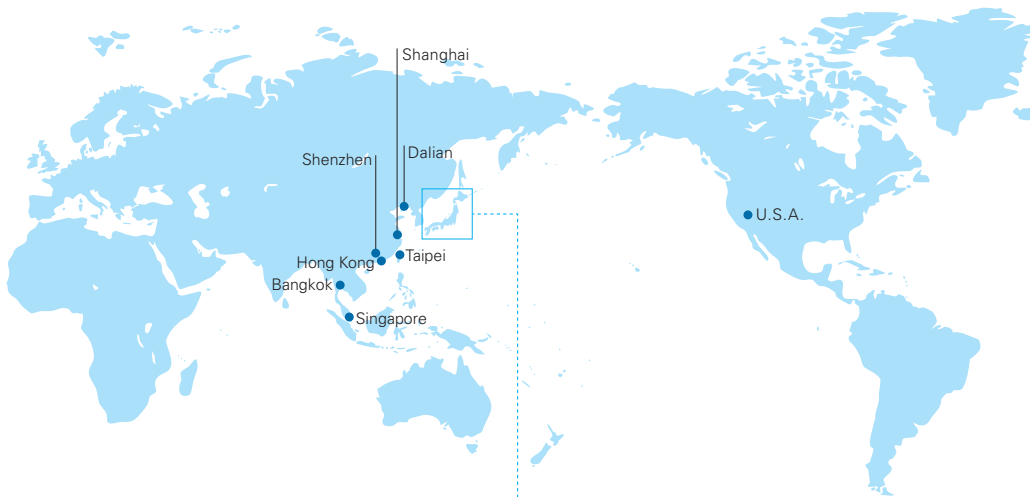 Shanghai
Dalian
Shenzhen
U.S.A.
Taipei
Hong Kong
Bangkok
Singapore